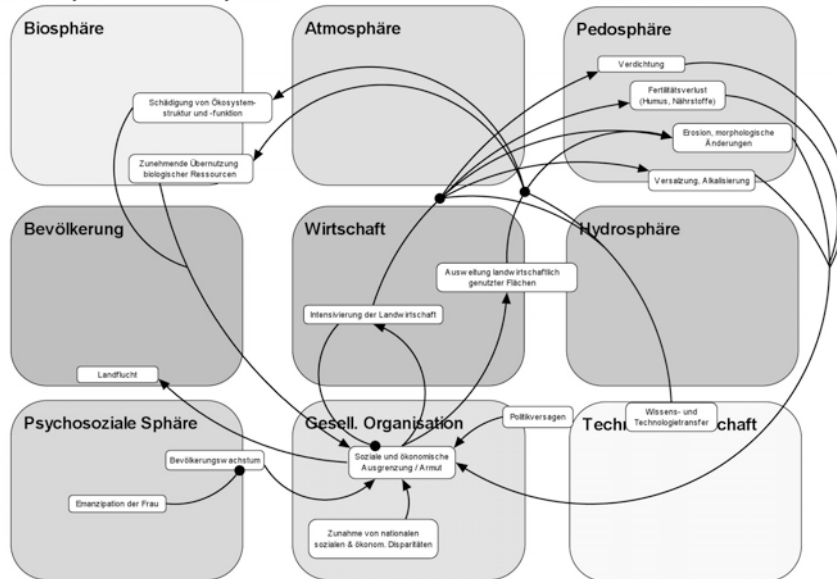 Biosphäre
Atmosphäre
Pedosphäre
Verdichtung
Schädigung von Ökosystem-
struktur und -funktion
Fertilitätsverlust
(Humus, Nährstoffe)
Erosion, morphologische
Änderungen
Zunehmende Übernutzung
biologischer Ressourcen
Versalzung, Alkalisierung
Bevölkerung
Wirtschaft
Hydrosphäre
Ausweitung landwirtschaftlich
genutzter Flächen
Intensivierung der Landwirtschaft
Landflucht
Psychosoziale Sphäre
Gesell. Organisation
Politikversagen
Wissens- und
Technologietransfer
Bevölkerungswachstum
Soziale und ökonomische
Ausgrenzung / Armut
Emanzipation der Frau
Zunahme von nationalen
sozialen & ökonom. Disparitäten